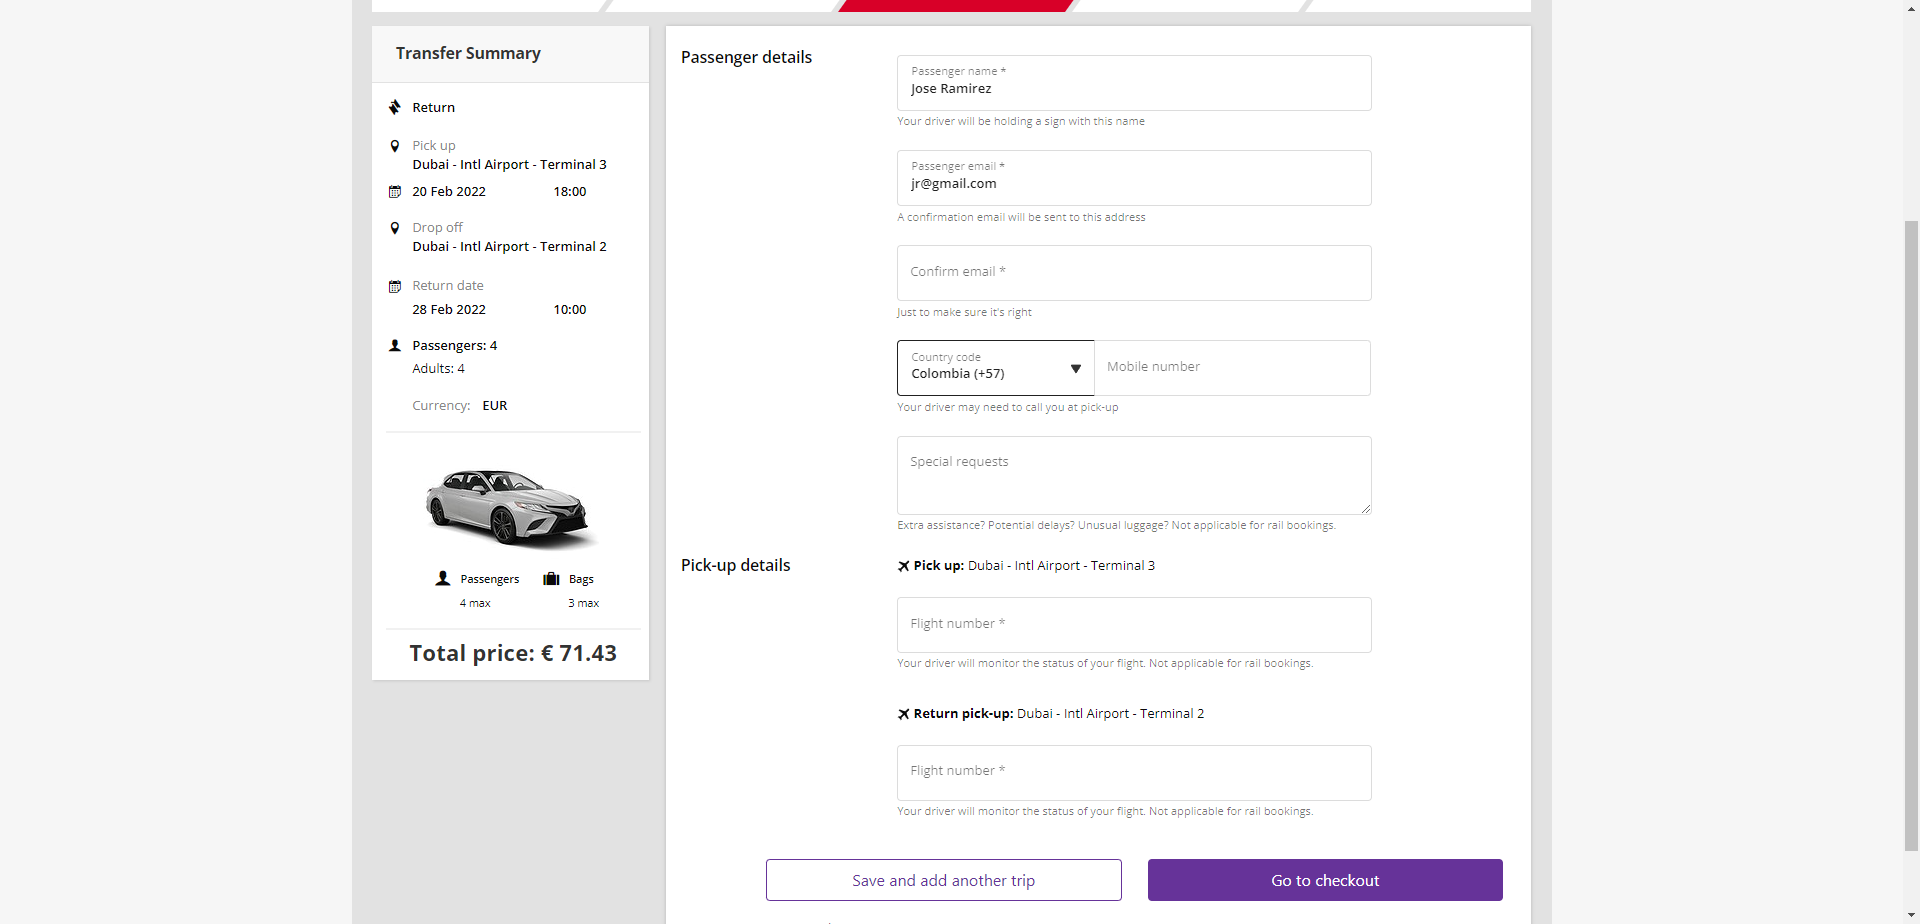 Transfer Summary
Return
Pick up
Dubai - Intl Airport - Terminal 3
20 Feb 2022 18:00
Drop off
Dubai - Intl Airport - Terminal 2
Return date
28 Feb 2022 10:00
Passengers: 4
Adults: 4
Currency: EUR
Passengers Bags
4 max 3 max
Total price: € 71.43
Passenger details
Passenger name *
Jose Ramirez
Your driver will be holding a sign with this name
Passenger email *
jr@gmail.com
A confirmation email will be sent to this address
Confirm email *
Just to make sure it's right
Country code
Colombia (+57)
Mobile number
Your driver may need to call you at pick-up
Special requests
Extra assistance? Potential delays? Unusual luggage? Not applicable for rail bookings.
Pick-up details
Pick up: Dubai - Intl Airport - Terminal 3
Flight number *
Your driver will monitor the status of your flight. Not applicable for rail bookings.
Return pick-up: Dubai - Intl Airport - Terminal 2
Flight number *
Your driver will monitor the status of your flight. Not applicable for rail bookings.
Save and add another trip
Go to checkout